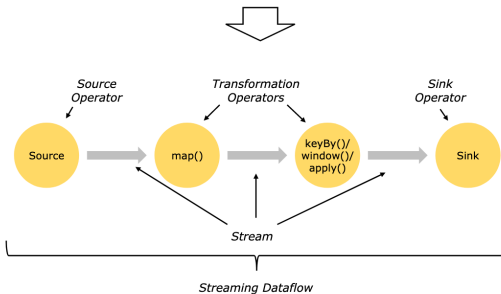 Source
Operator
Transformation
Operators
Sink
Operator
Source
map()
keyBy()/
window()/
apply()
Sink
Stream
Streaming Dataflow